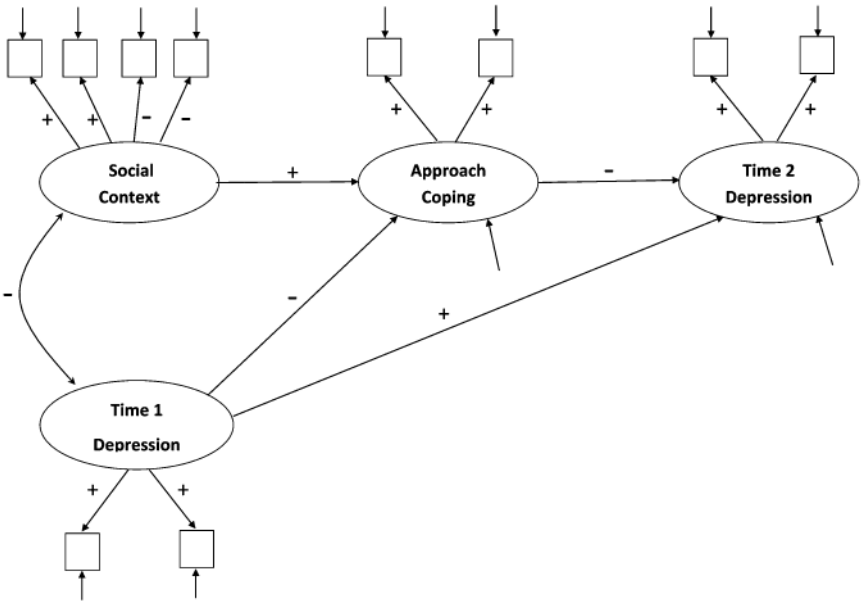 + + - -
+ +
+ +
Social
Context
+
Approach
Coping
-
Time 2
Depression
-
-
+
Time 1
Depression
+ +